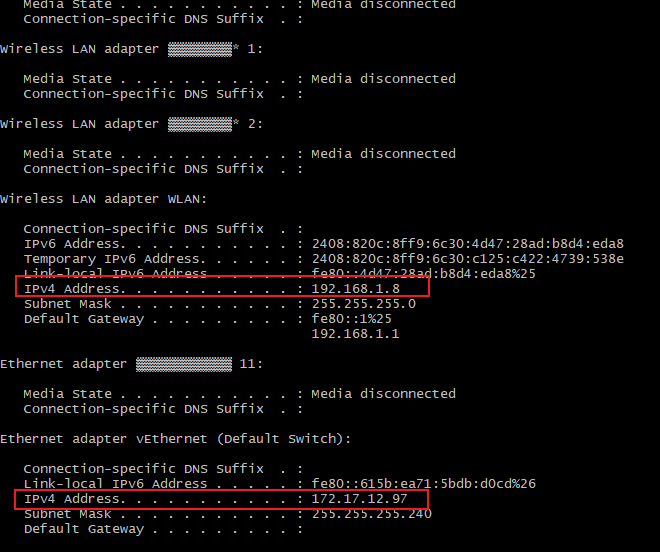 Media State . . . . . . . . . . . : Media disconnected
Connection-specific DNS Suffix  . :
Wireless LAN adapter ▒▒▒▒▒▒▒▒* 1:
Media State . . . . . . . . . . . : Media disconnected
Connection-specific DNS Suffix  . :
Wireless LAN adapter ▒▒▒▒▒▒▒▒* 2:
Media State . . . . . . . . . . . : Media disconnected
Connection-specific DNS Suffix  . :
Wireless LAN adapter WLAN:
Connection-specific DNS Suffix  . :
IPv6 Address. . . . . . . . . . . : 2408:820c:8ff9:6c30:4d47:28ad:b8d4:eda8
Temporary IPv6 Address. . . . . . : 2408:820c:8ff9:6c30:c125:c422:4739:538e
Link-local IPv6 Address . . . . . : fe80::4d47:28ad:b8d4:eda8%25
IPv4 Address. . . . . . . . . . . : 192.168.1.8
Subnet Mask . . . . . . . . . . . : 255.255.255.0
Default Gateway . . . . . . . . . : fe80::1%25
192.168.1.1
Ethernet adapter ▒▒▒▒▒▒▒▒▒▒▒▒ 11:
Media State . . . . . . . . . . . : Media disconnected
Connection-specific DNS Suffix  . :
Ethernet adapter vEthernet (Default Switch):
Connection-specific DNS Suffix  . :
Link-local IPv6 Address . . . . . : fe80::615b:ea71:5bdb:d0cd%26
IPv4 Address. . . . . . . . . . . : 172.17.12.97
Subnet Mask . . . . . . . . . . . : 255.255.255.240
Default Gateway . . . . . . . . . :